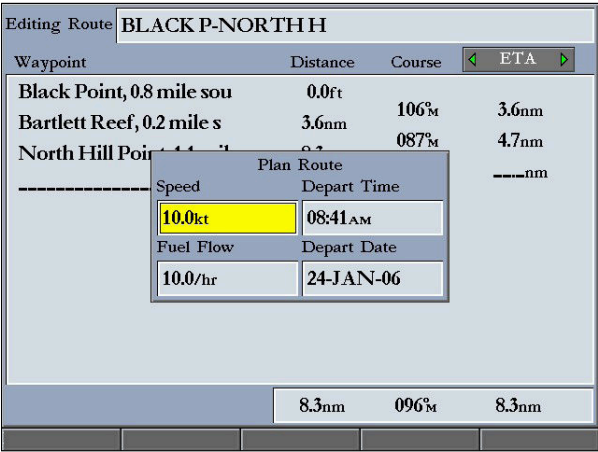 Editing Route BLACK P-NORTH H
Waypoint Distance Course ETA
Black Point, 0.8 mile sou 0.0ft
106°M 3.6nm
Bartlett Reef, 0.2 mile s 3.6nm
087°M 4.7nm
North Hill
Plan Route
__.__nm
Speed Depart Time
10.0kt 08:41AM
Fuel Flow Depart Date
10.0/hr 24-JAN-06
8.3nm 096°M 8.3nm